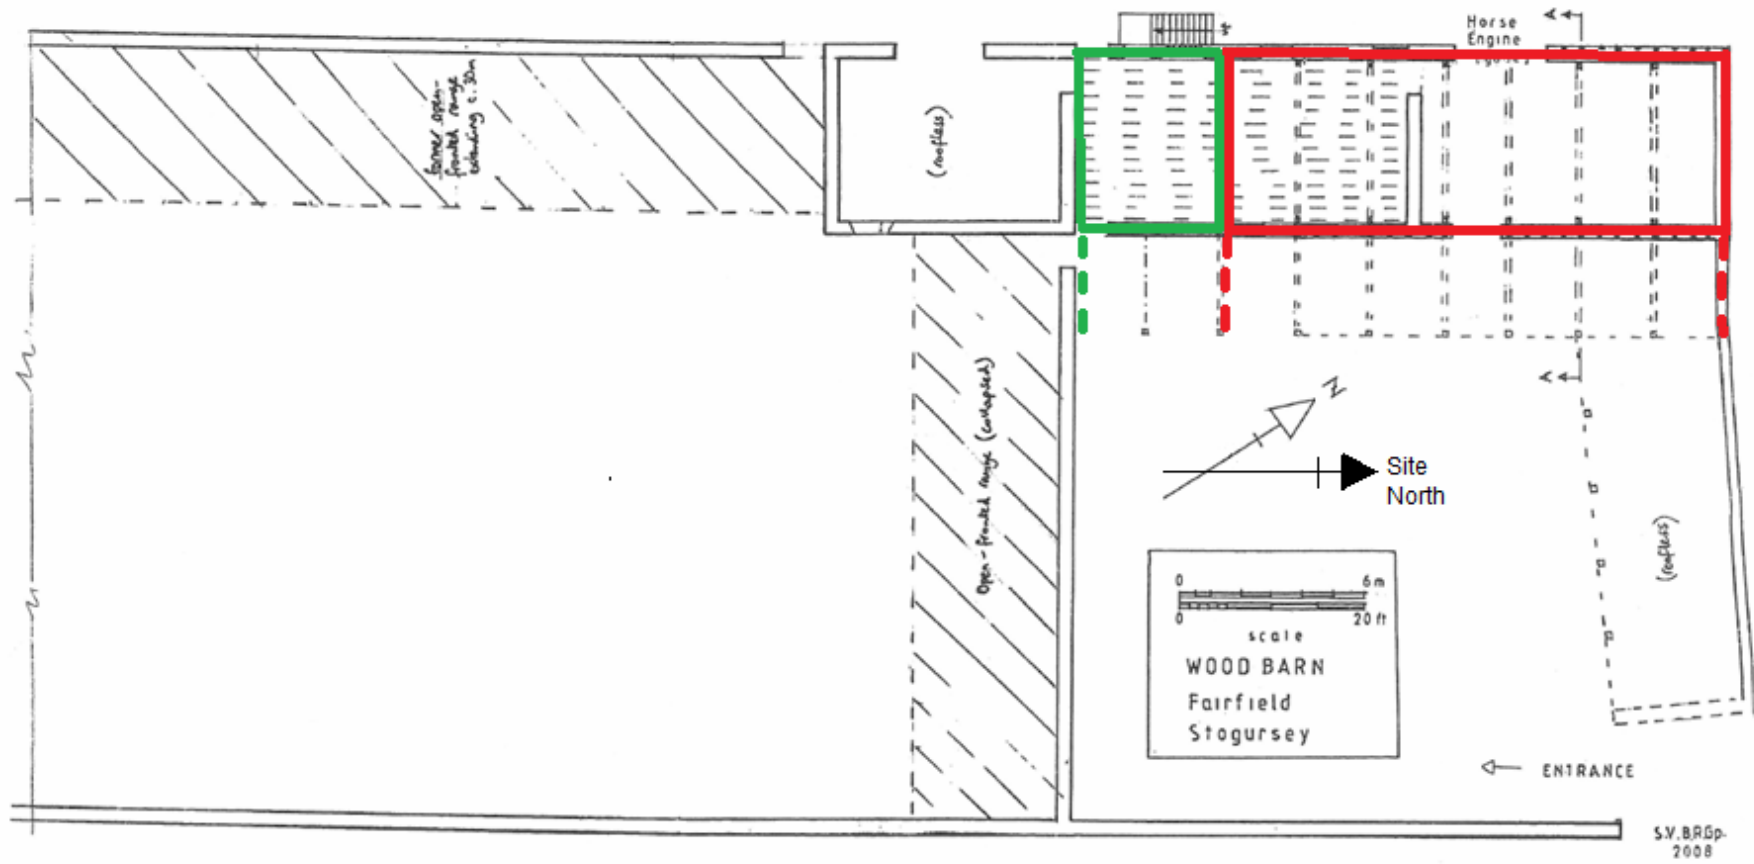 Horse
Engine
A
former open-
fronted range
extending c. 30m
(roofless)
up
Open-fronted range (collapsed)
A
N
Site
North
(roofless)
0 6 m
0 20 ft
scale
WOOD BARN
Fairfield
Stogursey
ENTRANCE
S.V.B.R.Gp.
2008